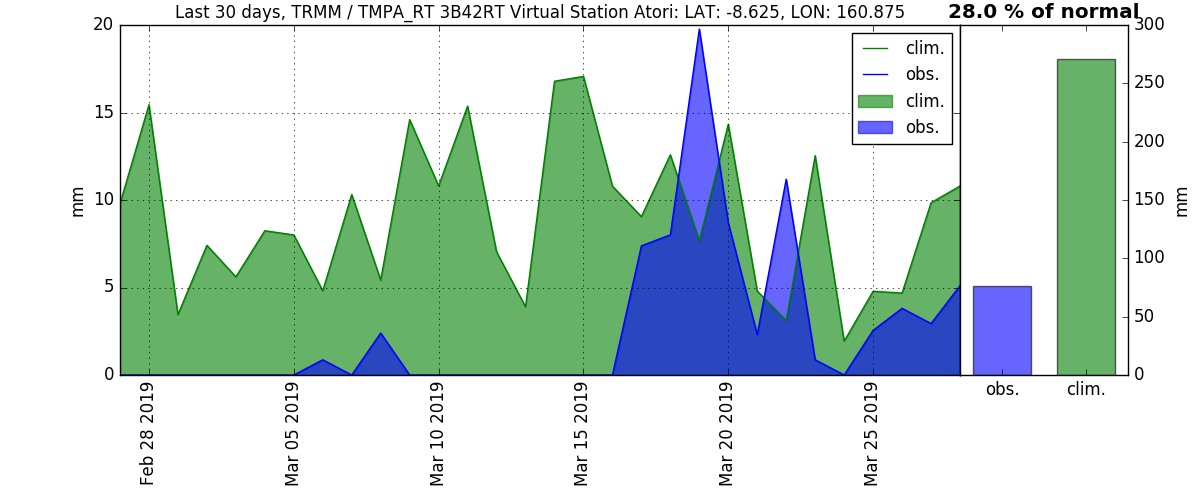 Last 30 days, TRMM / TMPA_RT 3B42RT Virtual Station Atori: LAT: -8.625, LON: 160.875
28.0 % of normal
20
15
10
5
0
mm
clim.
obs.
clim.
obs.
300
250
200
150
100
50
0
mm
Feb 28 2019
Mar 05 2019
Mar 10 2019
Mar 15 2019
Mar 20 2019
Mar 25 2019
obs.
clim.